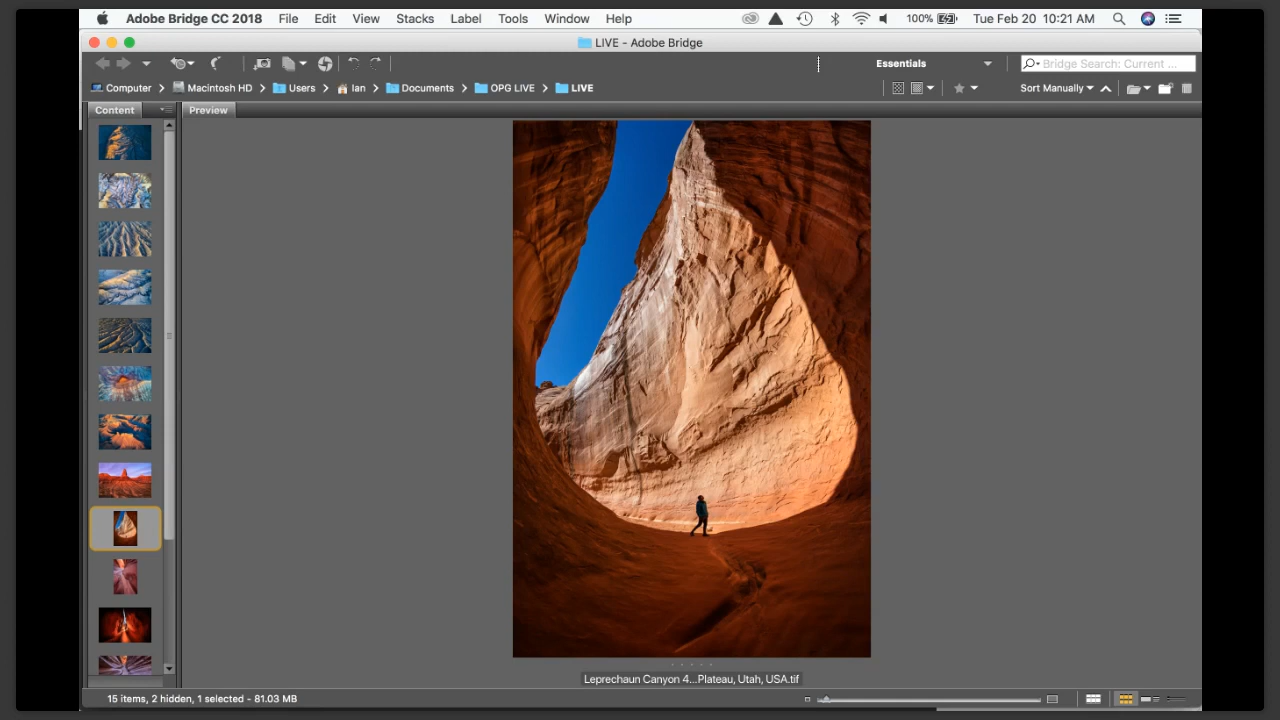 Adobe Bridge CC 2018 File Edit View Stacks Label Tools Window Help 100% Tue Feb 20 10:21 AM
LIVE - Adobe Bridge
Essentials Bridge Search: Current ...
Computer Macintosh HD Users Ian Documents OPG LIVE LIVE Sort Manually
Content Preview
Leprechaun Canyon 4...Plateau, Utah, USA.tif
15 items, 2 hidden, 1 selected - 81.03 MB